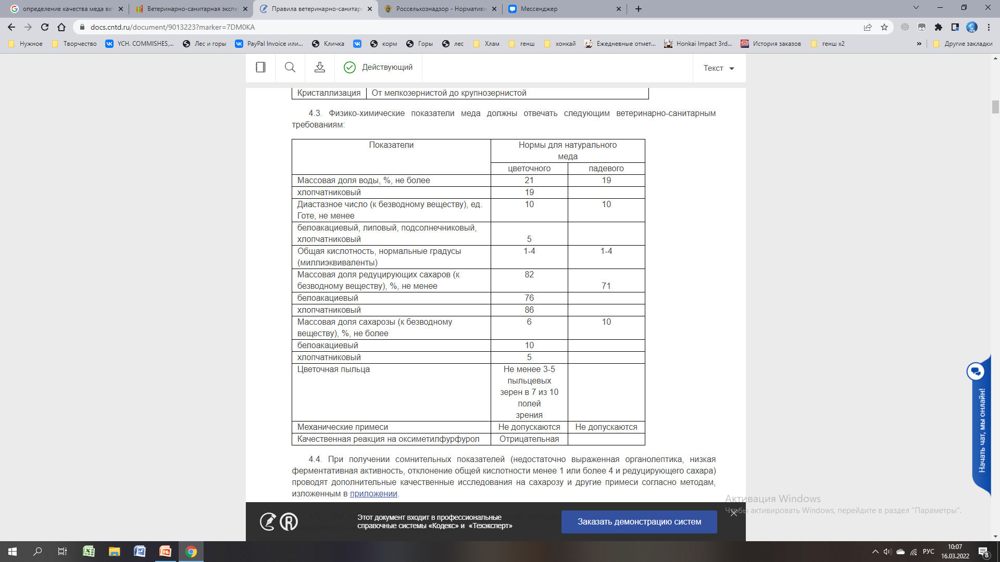 определение качества меда вет
Ветеринарно-санитарная экспе
Правила ветеринарно-санитарн
Россельхознадзор - Нормативн
Мессенджер
docs.cntd.ru/document/9013223?marker=7DM0KA
Нужное
Творчество
YCH. COMMISHES,...
Лес и горы
PayPal Invoice или...
Кличка
корм
Горы
лес
Хлам
генш
хонкай
Ежедневные отмет...
Honkai Impact 3rd...
История заказов
генш x2
»
Другие закладки
Действующий
Текст
Кристаллизация От мелкозернистой до крупнозернистой
4.3. Физико-химические показатели меда должны отвечать следующим ветеринарно-санитарным
требованиям:
Показатели Нормы для натурального
меда
цветочного падевого
Массовая доля воды, %, не более 21 19
хлопчатниковый 19
Диастазное число (к безводному веществу), ед. 10 10
Готе, не менее
белоакациевый, липовый, подсолнечниковый,
хлопчатниковый 5
Общая кислотность, нормальные градусы 1-4 1-4
(миллиэквиваленты)
Массовая доля редуцирующих сахаров (к 82
безводному веществу), %, не менее 71
белоакациевый 76
хлопчатниковый 86
Массовая доля сахарозы (к безводному 6 10
веществу), %, не более
белоакациевый 10
хлопчатниковый 5
Цветочная пыльца Не менее 3-5
пыльцевых
зерен в 7 из 10
полей
зрения
Механические примеси Не допускаются Не допускаются
Качественная реакция на оксиметилфурфурол Отрицательная
4.4. При получении сомнительных показателей (недостаточно выраженная органолептика, низкая
ферментативная активность, отклонение общей кислотности менее 1 или более 4 и редуцирующего сахара)
проводят дополнительные качественные исследования на сахарозу и другие примеси согласно методам,
изложенным в приложении.
Начать чат, мы онлайн!
Активация Windows
Чтобы активировать Windows, перейдите в раздел "Параметры".
Этот документ входит в профессиональные
справочные системы «Кодекс» и «Техэксперт»
Заказать демонстрацию систем
РУС
10:07
16.03.2022
8